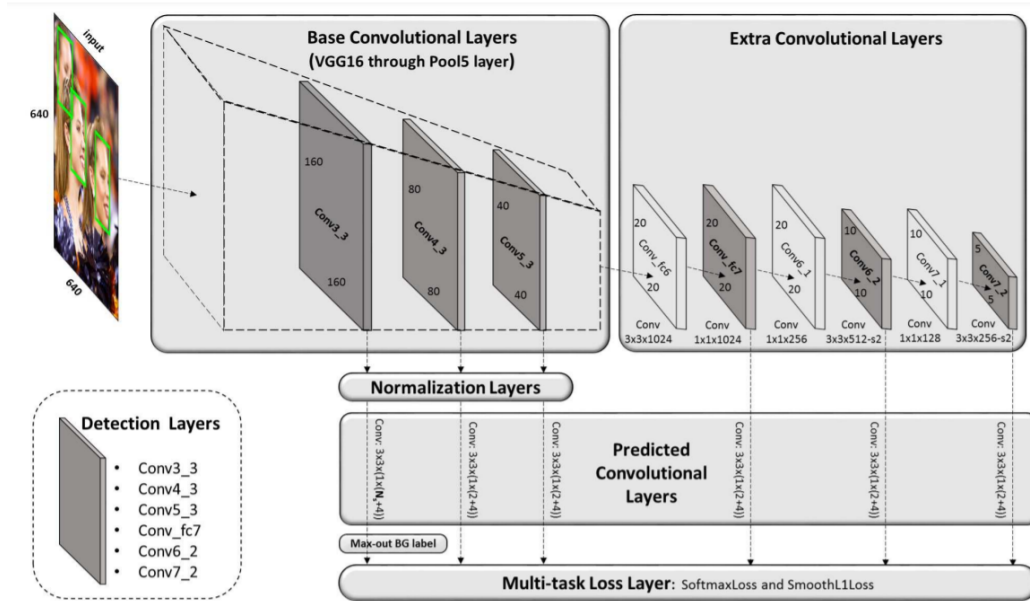 input
640
640
Base Convolutional Layers
(VGG16 through Pool5 layer)
160
Conv3_3
160
80
Conv4_3
80
40
Conv5_3
40
Extra Convolutional Layers
20
Conv_fc6
20
20
Conv_fc7
20
20
Conv6_1
20
10
Conv6_2
10
10
Conv7_1
10
5
Conv7_2
5
Conv
3x3x1024
Conv
1x1x1024
Conv
1x1x256
Conv
3x3x512-s2
Conv
1x1x128
Conv
3x3x256-s2
Normalization Layers
Predicted
Convolutional
Layers
Conv: 3x3x(1x(Ns+4))
Conv: 3x3x(1x(2+4))
Conv: 3x3x(1x(2+4))
Conv: 3x3x(1x(2+4))
Conv: 3x3x(1x(2+4))
Conv: 3x3x(1x(2+4))
Max-out BG label
Multi-task Loss Layer: SoftmaxLoss and SmoothL1Loss
Detection Layers
• Conv3_3
• Conv4_3
• Conv5_3
• Conv_fc7
• Conv6_2
• Conv7_2